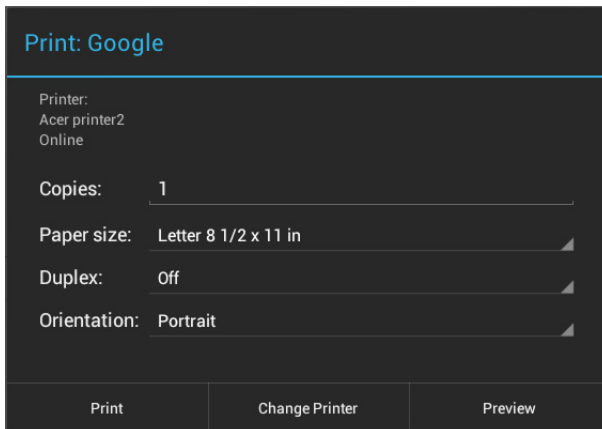 Print: Google
Printer:
Acer printer2
Online
Copies: 1
Paper size: Letter 8 1/2 x 11 in
Duplex: Off
Orientation: Portrait
Print Change Printer Preview